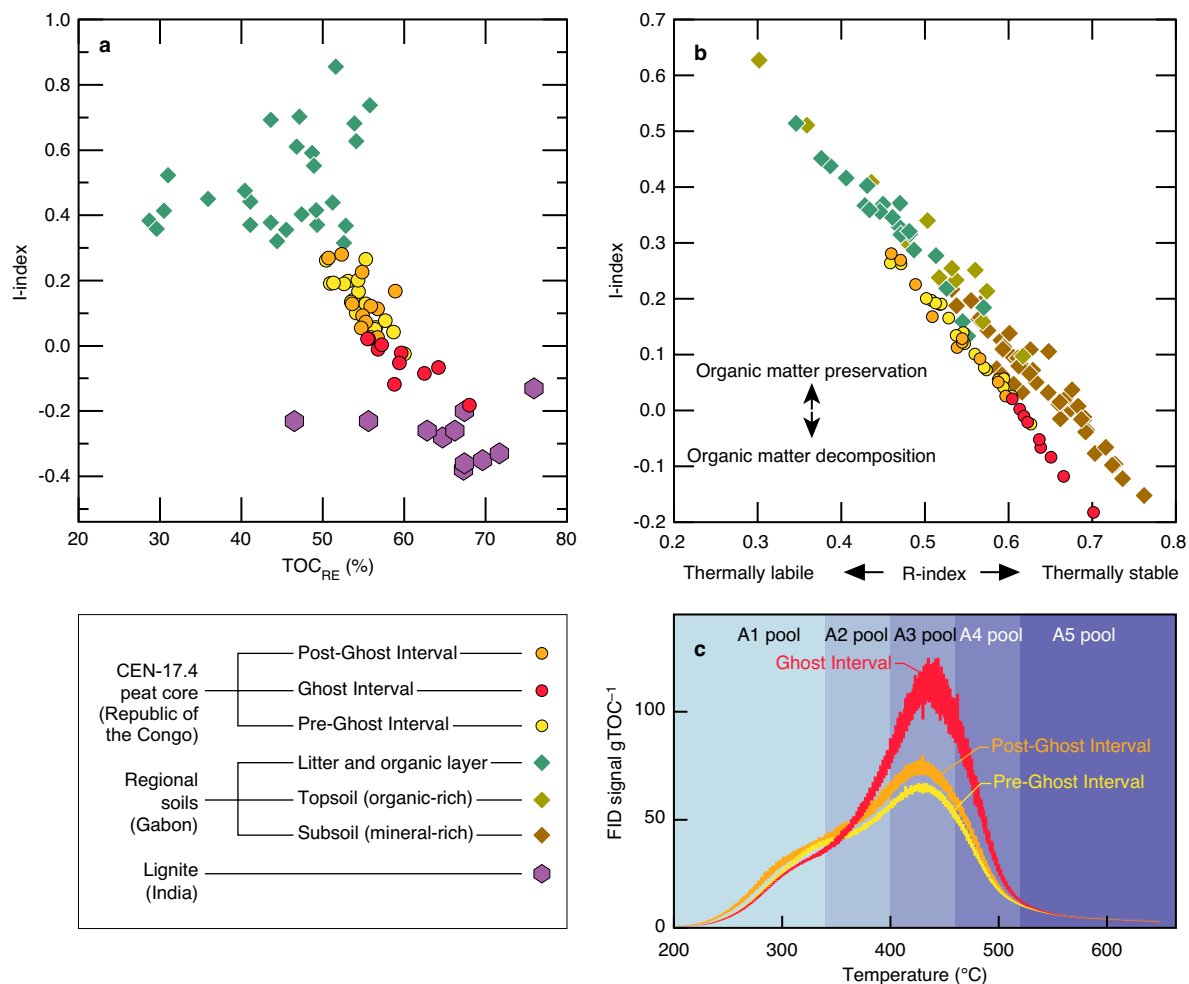 a
1.0
0.8
0.6
0.4
0.2
0.0
-0.2
-0.4
I-index
20
30
40
50
60
70
80
TOCRE (%)
b
0.7
0.6
0.5
0.4
0.3
0.2
0.1
0.0
-0.1
-0.2
I-index
Organic matter preservation
Organic matter decomposition
0.2
0.3
0.4
0.5
0.6
0.7
0.8
Thermally labile
R-index
Thermally stable
CEN-17.4
peat core
(Republic of
the Congo)
Post-Ghost Interval
Ghost Interval
Pre-Ghost Interval
Regional
soils
(Gabon)
Litter and organic layer
Topsoil (organic-rich)
Subsoil (mineral-rich)
Lignite
(India)
c
A1 pool
A2 pool
A3 pool
A4 pool
A5 pool
Ghost Interval
Post-Ghost Interval
Pre-Ghost Interval
100
50
0
FID signal gTOC⁻¹
200
300
400
500
600
Temperature (°C)